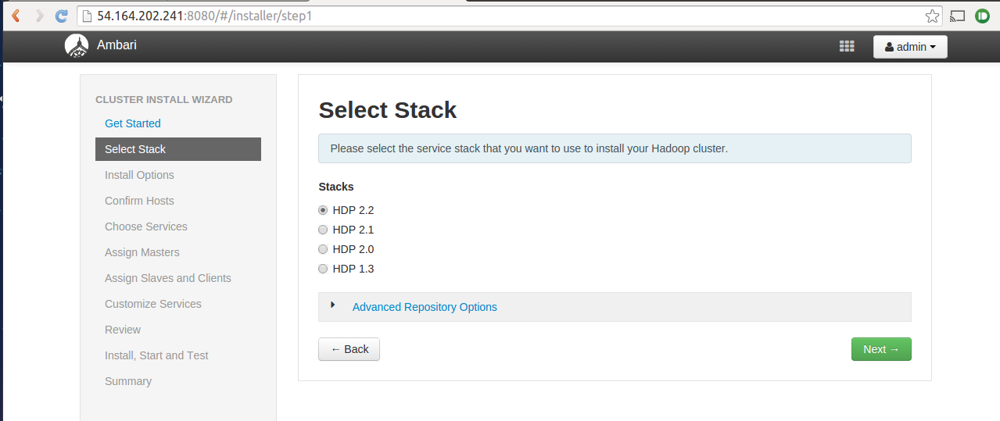 54.164.202.241:8080/#/installer/step1
Ambari
admin
CLUSTER INSTALL WIZARD
Get Started
Select Stack
Install Options
Confirm Hosts
Choose Services
Assign Masters
Assign Slaves and Clients
Customize Services
Review
Install, Start and Test
Summary
Select Stack
Please select the service stack that you want to use to install your Hadoop cluster.
Stacks
HDP 2.2
HDP 2.1
HDP 2.0
HDP 1.3
Advanced Repository Options
← Back
Next →